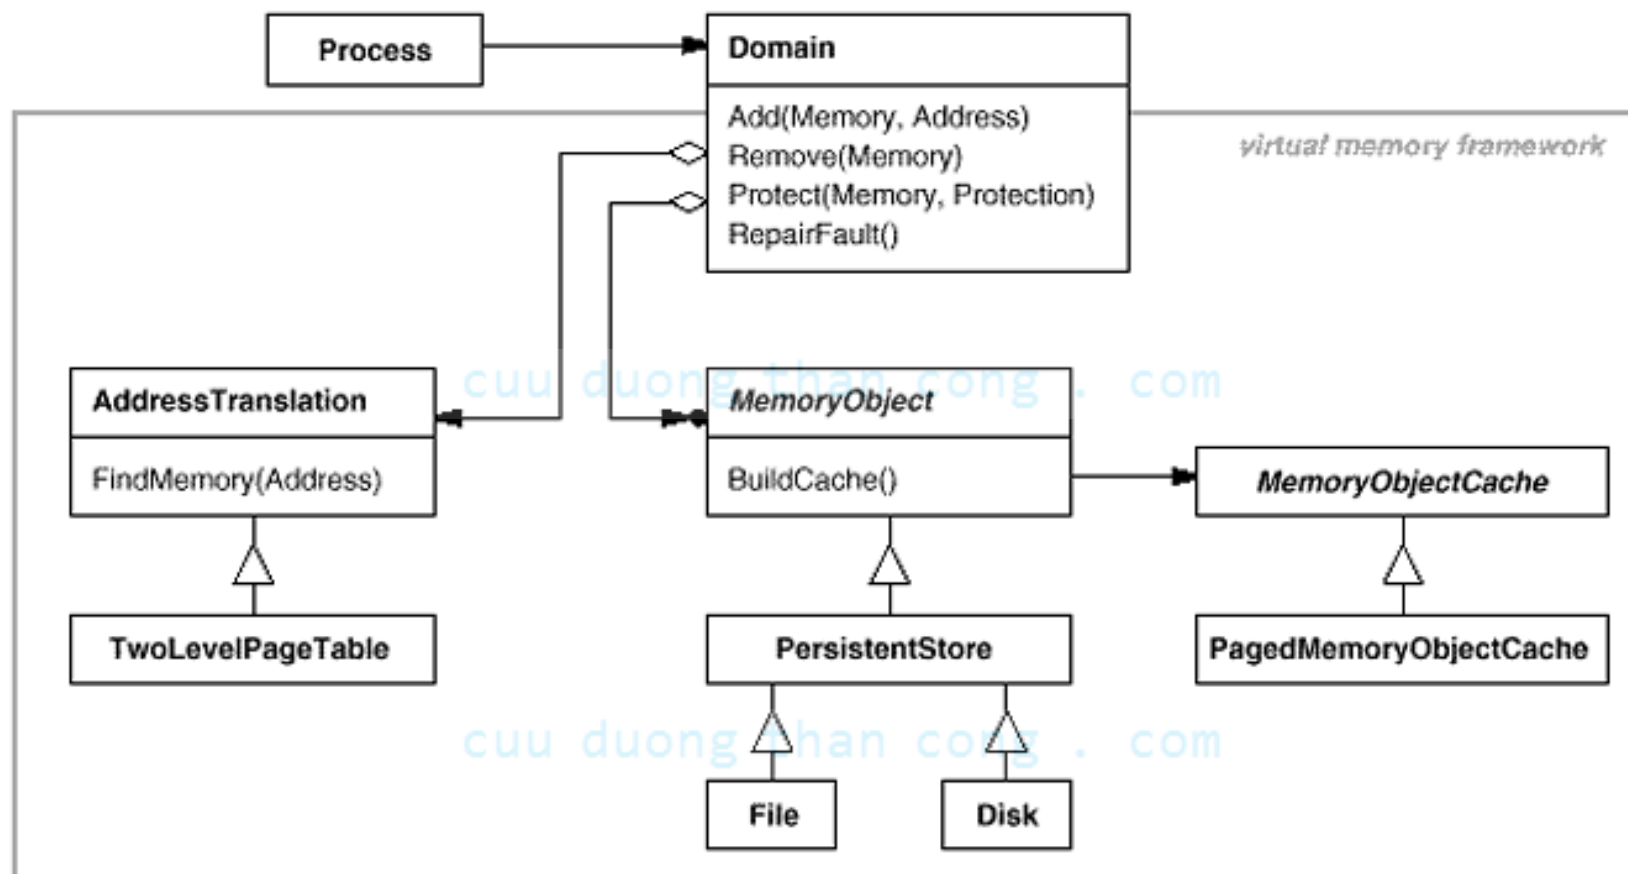 Process
Domain
Add(Memory, Address)
Remove(Memory)
Protect(Memory, Protection)
RepairFault()
virtual memory framework
cuu duong than cong . com
AddressTranslation
FindMemory(Address)
MemoryObject
BuildCache()
MemoryObjectCache
TwoLevelPageTable
PersistentStore
PagedMemoryObjectCache
cuu duong than cong . com
File
Disk